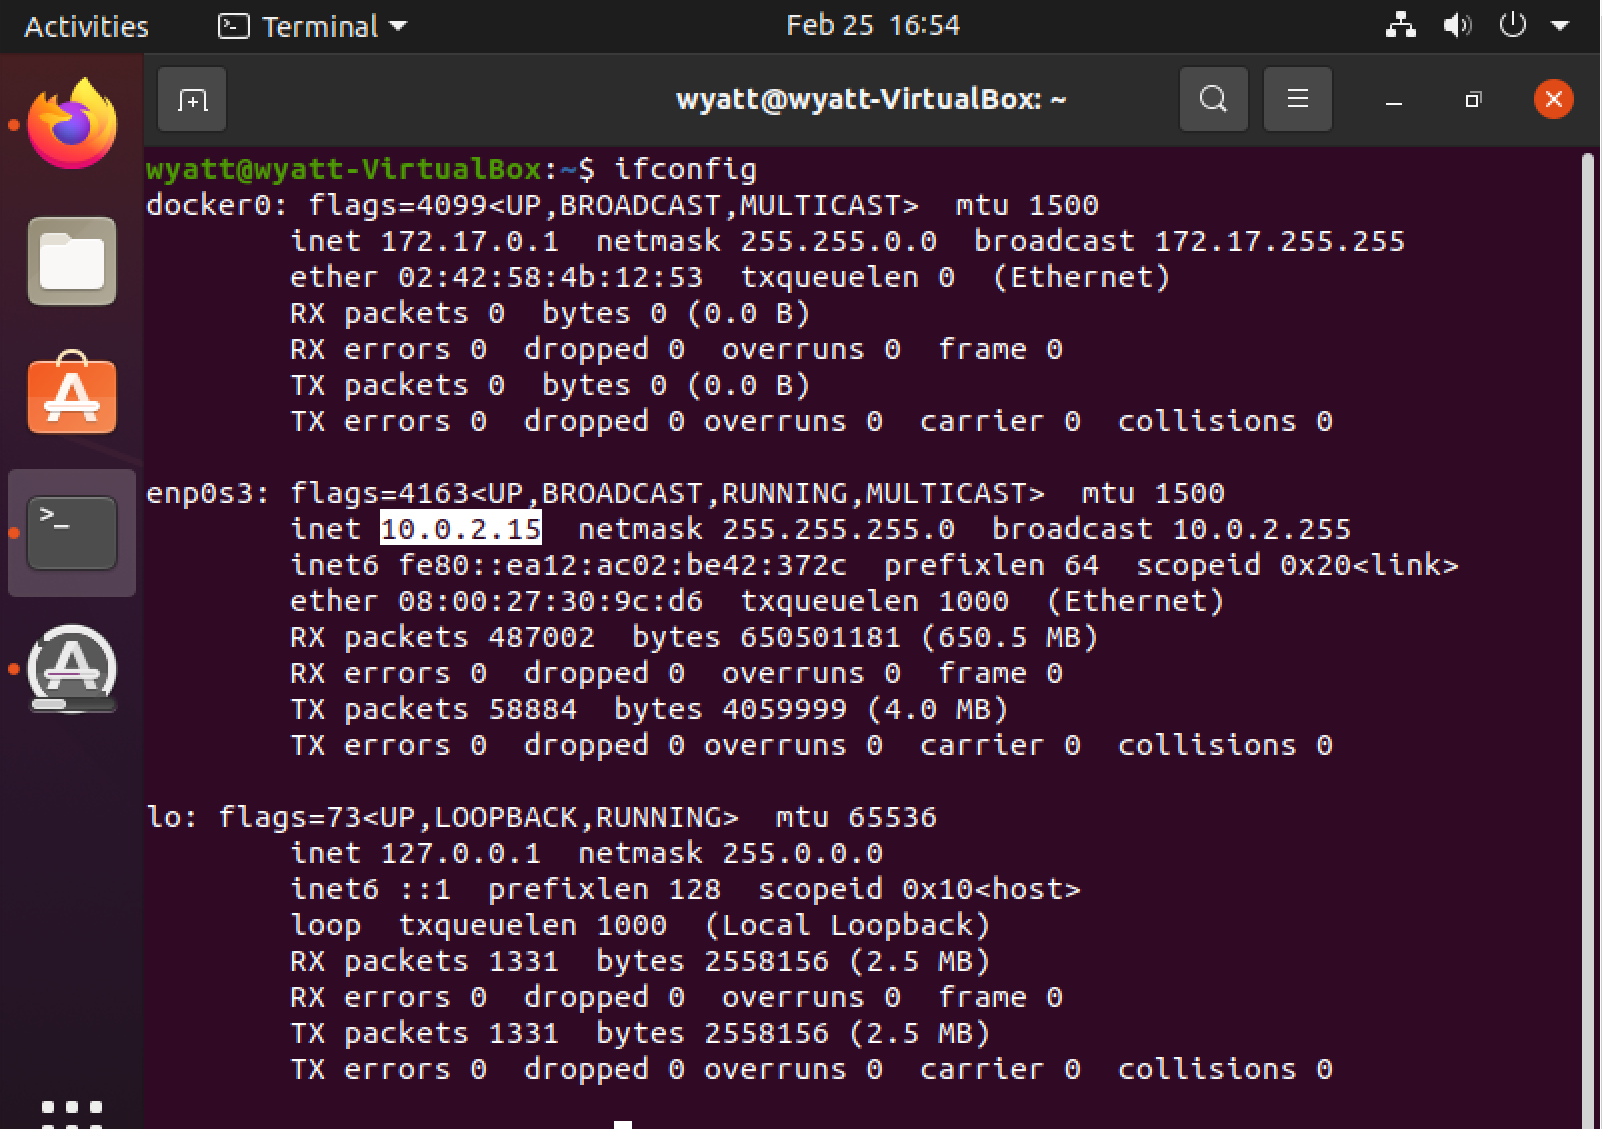 Activities Terminal Feb 25 16:54
wyatt@wyatt-VirtualBox: ~
wyatt@wyatt-VirtualBox:~$ ifconfig
docker0: flags=4099<UP,BROADCAST,MULTICAST>  mtu 1500
        inet 172.17.0.1  netmask 255.255.0.0  broadcast 172.17.255.255
        ether 02:42:58:4b:12:53  txqueuelen 0  (Ethernet)
        RX packets 0  bytes 0 (0.0 B)
        RX errors 0  dropped 0  overruns 0  frame 0
        TX packets 0  bytes 0 (0.0 B)
        TX errors 0  dropped 0 overruns 0  carrier 0  collisions 0
enp0s3: flags=4163<UP,BROADCAST,RUNNING,MULTICAST>  mtu 1500
        inet 10.0.2.15  netmask 255.255.255.0  broadcast 10.0.2.255
        inet6 fe80::ea12:ac02:be42:372c  prefixlen 64  scopeid 0x20<link>
        ether 08:00:27:30:9c:d6  txqueuelen 1000  (Ethernet)
        RX packets 487002  bytes 650501181 (650.5 MB)
        RX errors 0  dropped 0  overruns 0  frame 0
        TX packets 58884  bytes 4059999 (4.0 MB)
        TX errors 0  dropped 0 overruns 0  carrier 0  collisions 0
lo: flags=73<UP,LOOPBACK,RUNNING>  mtu 65536
        inet 127.0.0.1  netmask 255.0.0.0
        inet6 ::1  prefixlen 128  scopeid 0x10<host>
        loop  txqueuelen 1000  (Local Loopback)
        RX packets 1331  bytes 2558156 (2.5 MB)
        RX errors 0  dropped 0  overruns 0  frame 0
        TX packets 1331  bytes 2558156 (2.5 MB)
        TX errors 0  dropped 0 overruns 0  carrier 0  collisions 0